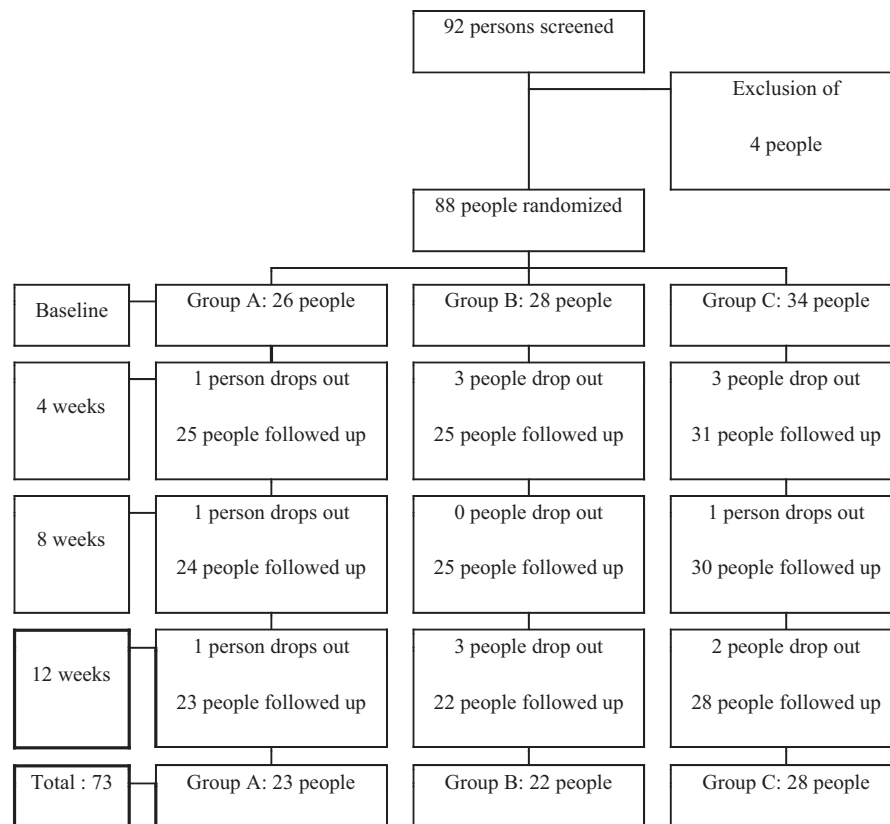 92 persons screened
Exclusion of
4 people
88 people randomized
Baseline
Group A: 26 people
Group B: 28 people
Group C: 34 people
4 weeks
1 person drops out
25 people followed up
3 people drop out
25 people followed up
3 people drop out
31 people followed up
8 weeks
1 person drops out
24 people followed up
0 people drop out
25 people followed up
1 person drops out
30 people followed up
12 weeks
1 person drops out
23 people followed up
3 people drop out
22 people followed up
2 people drop out
28 people followed up
Total : 73
Group A: 23 people
Group B: 22 people
Group C: 28 people